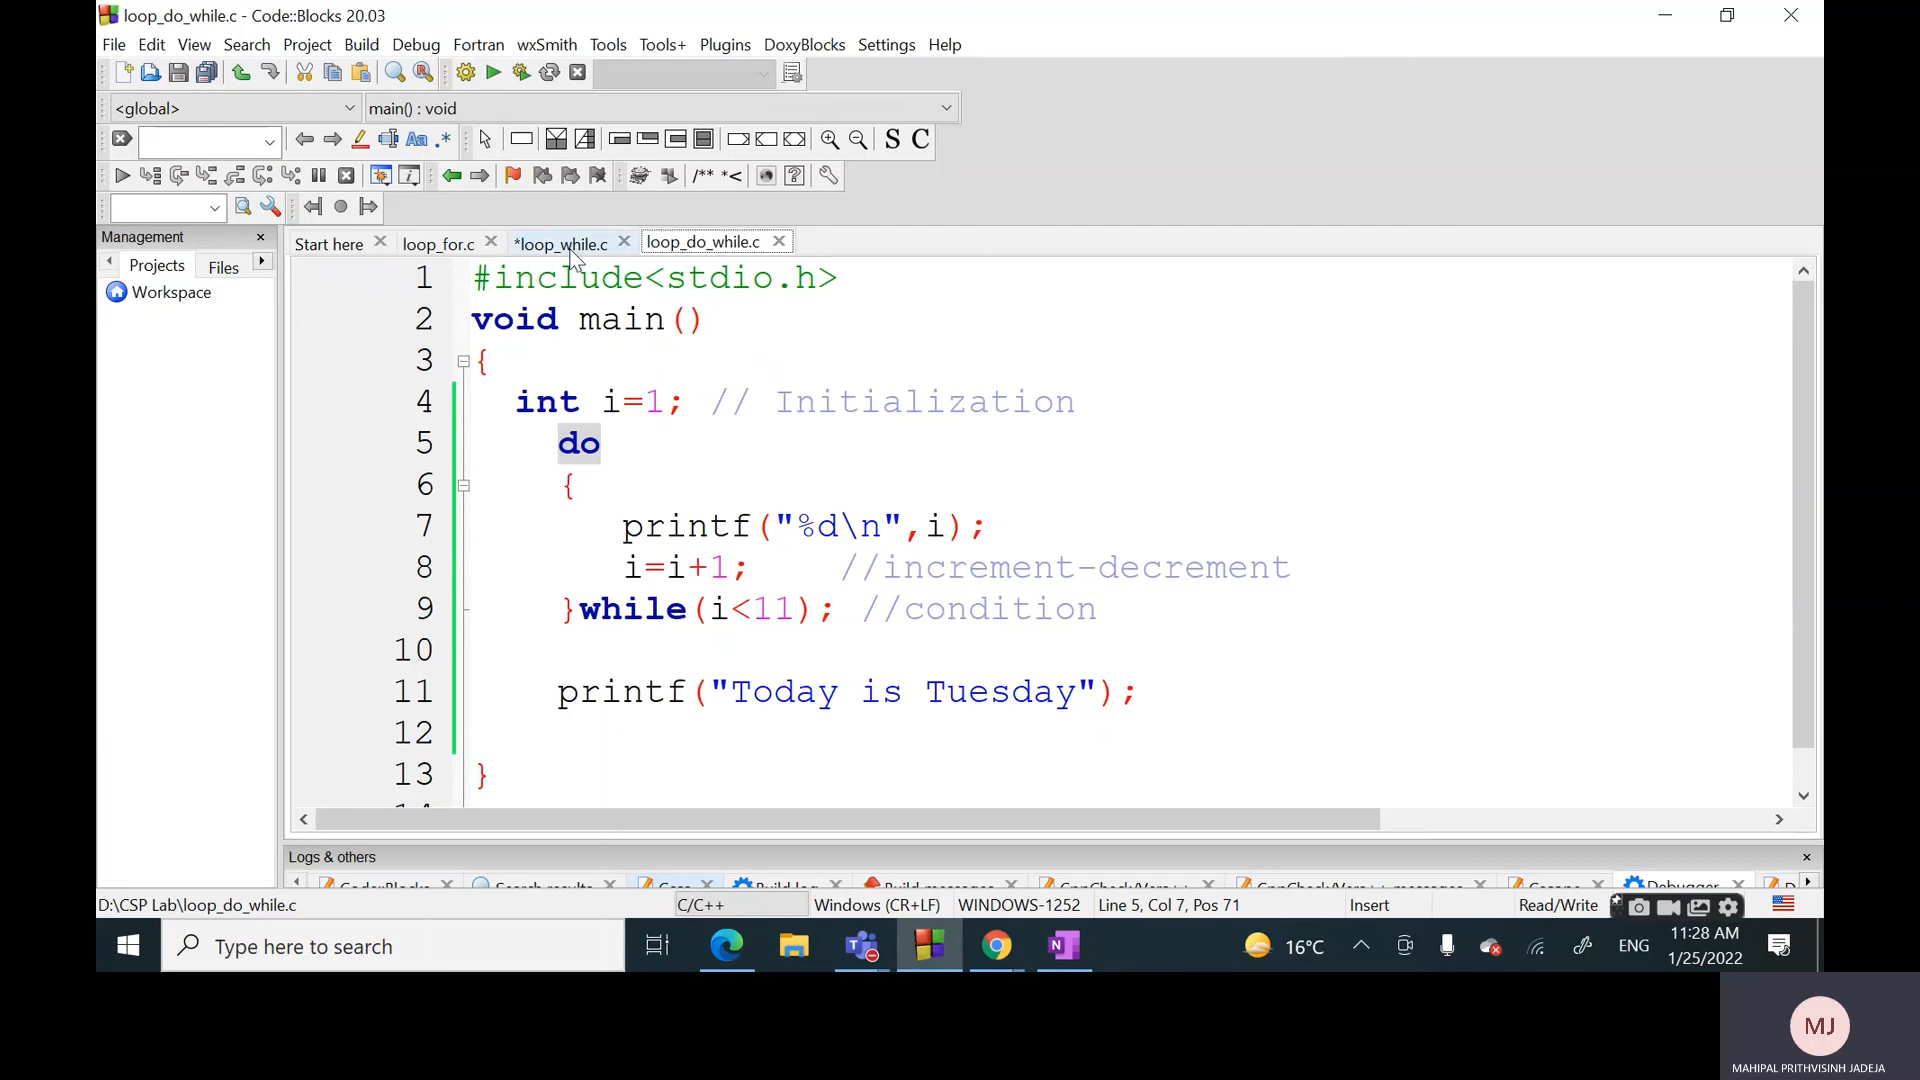 loop_do_while.c - Code::Blocks 20.03
File Edit View Search Project Build Debug Fortran wxSmith Tools Tools+ Plugins DoxyBlocks Settings Help
<global> main() : void
S C
/** *<
Management
Projects Files
Workspace
Start here loop_for.c *loop_while.c loop_do_while.c
1 #include<stdio.h>
2 void main()
3 {
4 int i=1; // Initialization
5 do
6 {
7 printf("%d\n",i);
8 i=i+1; //increment-decrement
9 }while(i<11); //condition
10
11 printf("Today is Tuesday");
12
13 }
Logs & others
D:\CSP Lab\loop_do_while.c C/C++ Windows (CR+LF) WINDOWS-1252 Line 5, Col 7, Pos 71 Insert Read/Write
Type here to search 16°C ENG 11:28 AM
1/25/2022
MJ
MAHIPAL PRITHVISINH JADEJA